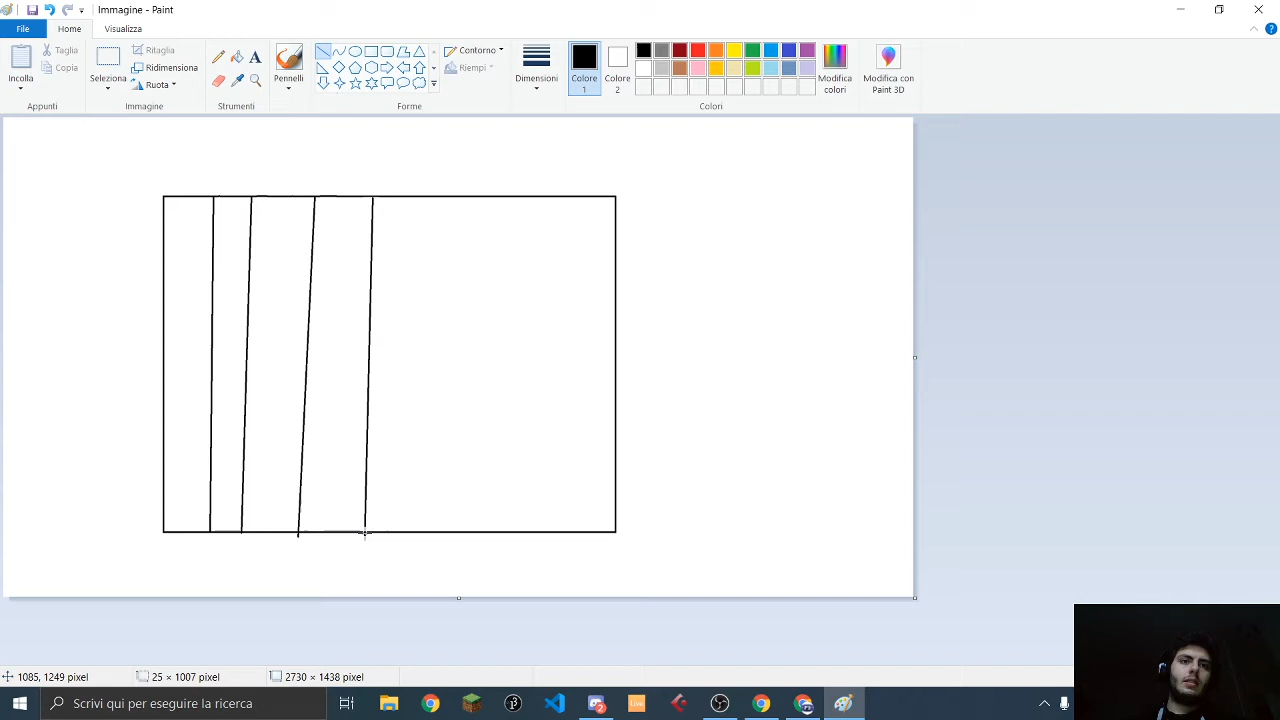 Immagine - Paint
File
Home
Visualizza
Incolla
Taglia
Copia
Appunti
Selezione
Ritaglia
Ridimensiona
Ruota
Immagine
Strumenti
Pennelli
Contorno
Riempi
Forme
Dimensioni
Colore
1
Colore
2
Modifica
colori
Colori
Modifica con
Paint 3D
1085, 1249 pixel
25 × 1007 pixel
2730 × 1438 pixel
Scrivi qui per eseguire la ricerca
Live